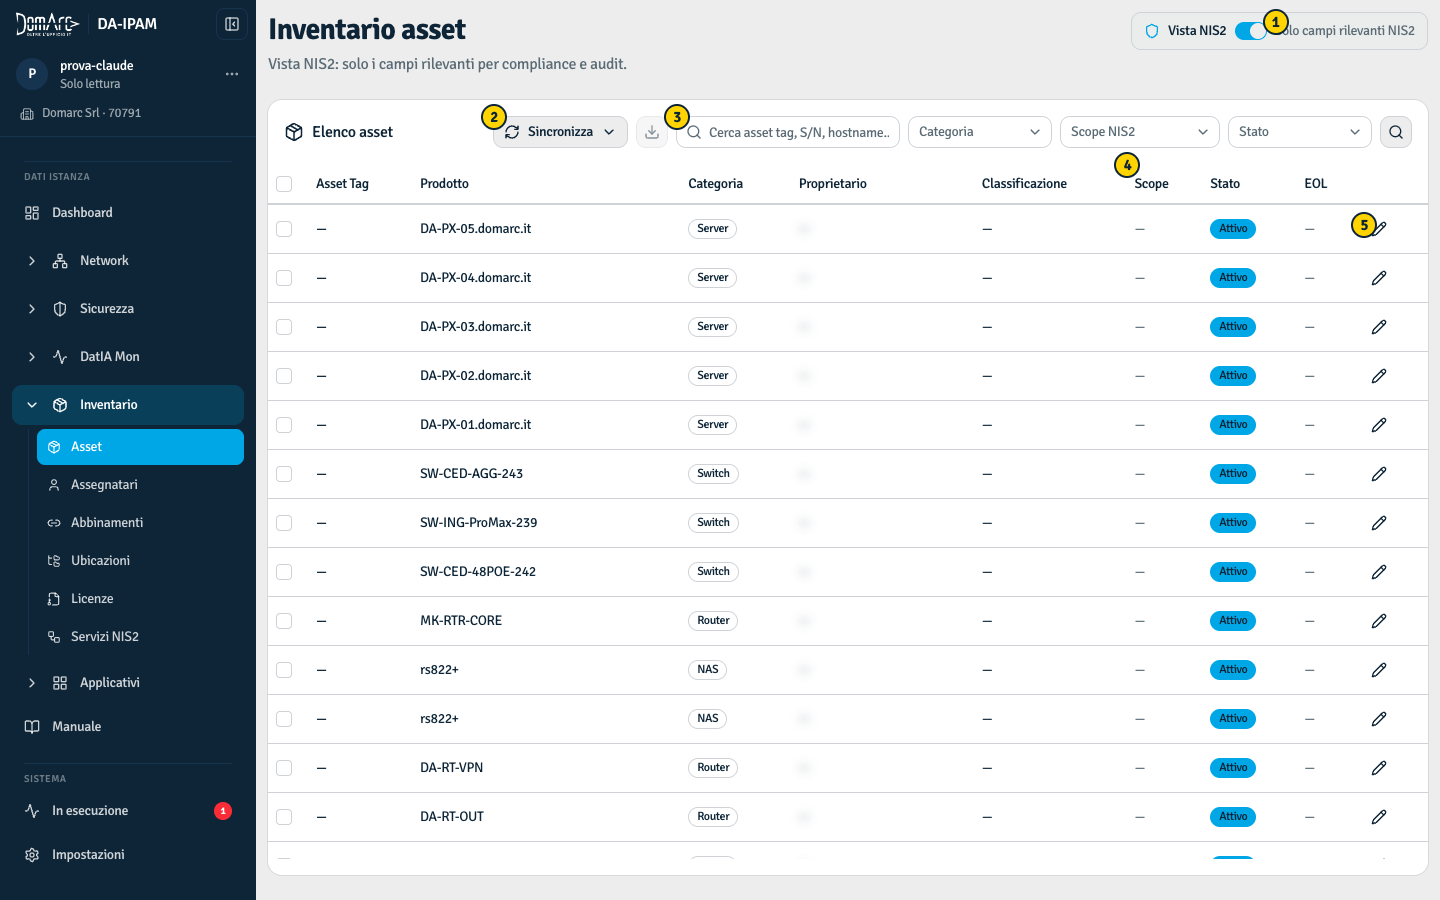 DomArc
OLTRE L'UFFICIO IT
DA-IPAM
P
prova-claude
Solo lettura
Domarc Srl · 70791
DATI ISTANZA
Dashboard
Network
Sicurezza
DatIA Mon
Inventario
Asset
Assegnatari
Abbinamenti
Ubicazioni
Licenze
Servizi NIS2
Applicativi
Manuale
SISTEMA
In esecuzione 1
Impostazioni
Inventario asset
Vista NIS2: solo i campi rilevanti per compliance e audit.
Vista NIS2 1 campi rilevanti NIS2
Elenco asset
2 Sincronizza 3 Cerca asset tag, S/N, hostname.. Categoria Scope NIS2 Stato
4
Asset Tag Prodotto Categoria Proprietario Classificazione Scope Stato EOL
— DA-PX-05.domarc.it Server — — Attivo — 5
— DA-PX-04.domarc.it Server — — Attivo —
— DA-PX-03.domarc.it Server — — Attivo —
— DA-PX-02.domarc.it Server — — Attivo —
— DA-PX-01.domarc.it Server — — Attivo —
— SW-CED-AGG-243 Switch — — Attivo —
— SW-ING-ProMax-239 Switch — — Attivo —
— SW-CED-48POE-242 Switch — — Attivo —
— MK-RTR-CORE Router — — Attivo —
— rs822+ NAS — — Attivo —
— rs822+ NAS — — Attivo —
— DA-RT-VPN Router — — Attivo —
— DA-RT-OUT Router — — Attivo —